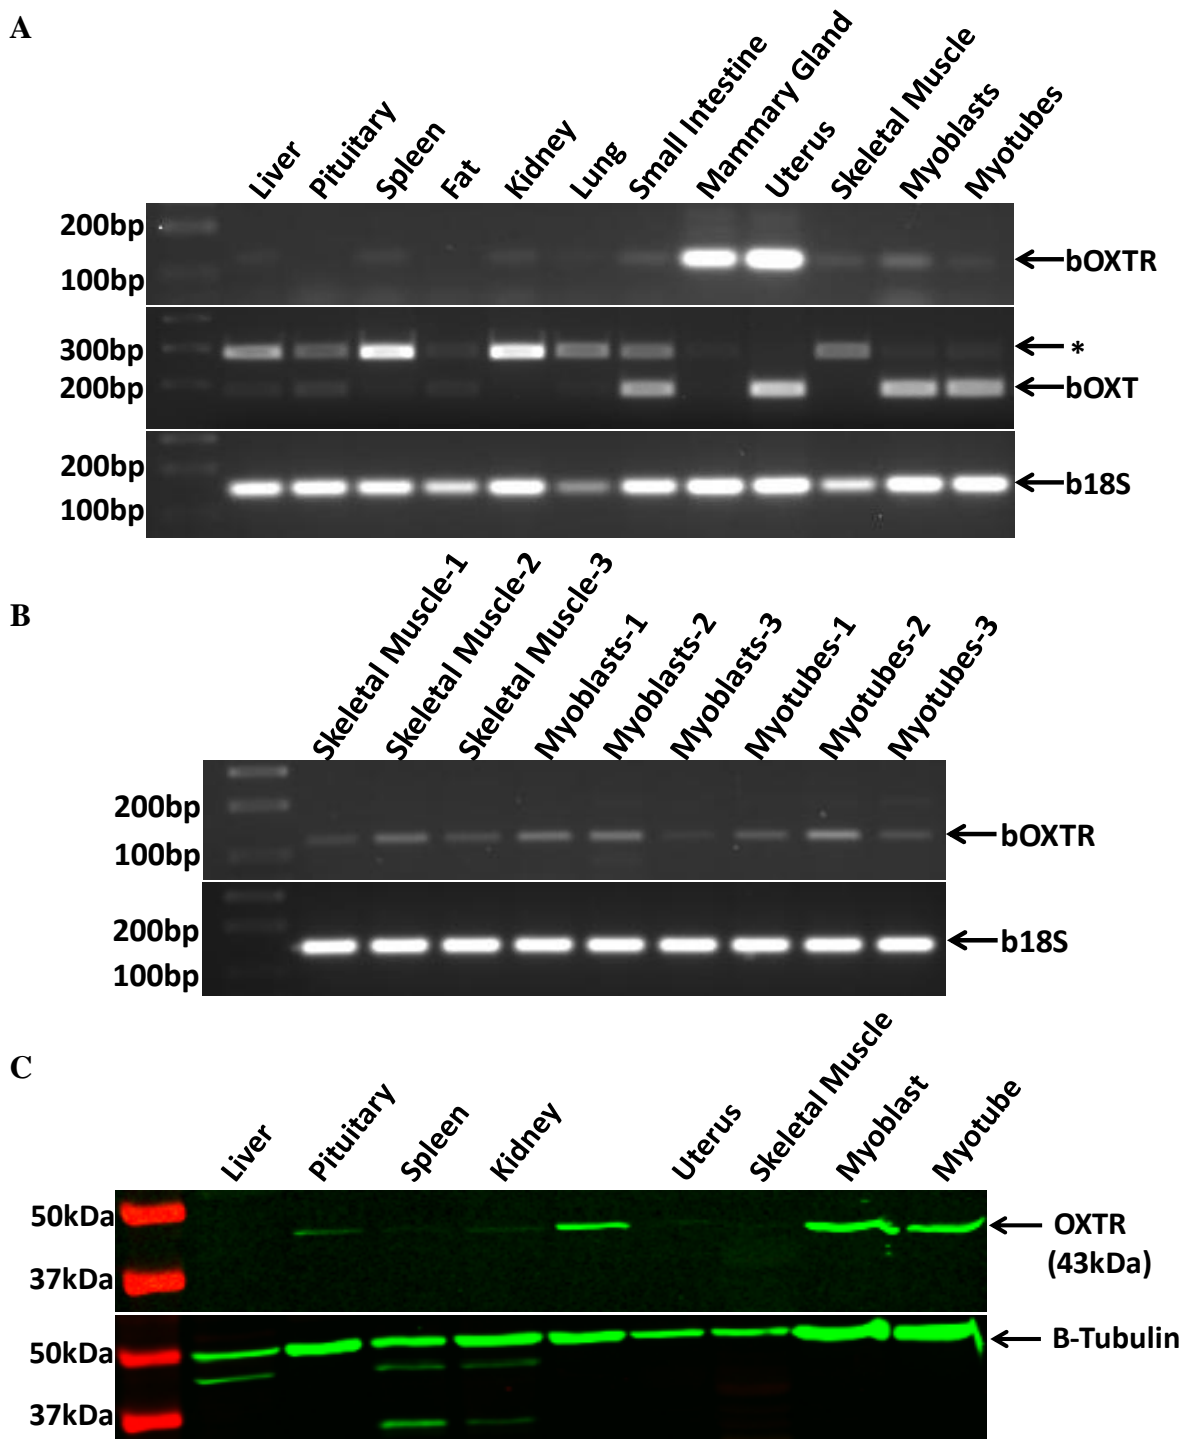 A
Liver
Pituitary
Spleen
Fat
Kidney
Lung
Small Intestine
Mammary Gland
Uterus
Skeletal Muscle
Myoblasts
Myotubes
200bp
100bp
bOXTR
300bp
200bp
*
bOXT
200bp
100bp
b18S
B
Skeletal Muscle-1
Skeletal Muscle-2
Skeletal Muscle-3
Myoblasts-1
Myoblasts-2
Myoblasts-3
Myotubes-1
Myotubes-2
Myotubes-3
200bp
100bp
bOXTR
200bp
100bp
b18S
C
Liver
Pituitary
Spleen
Kidney
Uterus
Skeletal Muscle
Myoblast
Myotube
50kDa
37kDa
OXTR
(43kDa)
50kDa
37kDa
B-Tubulin